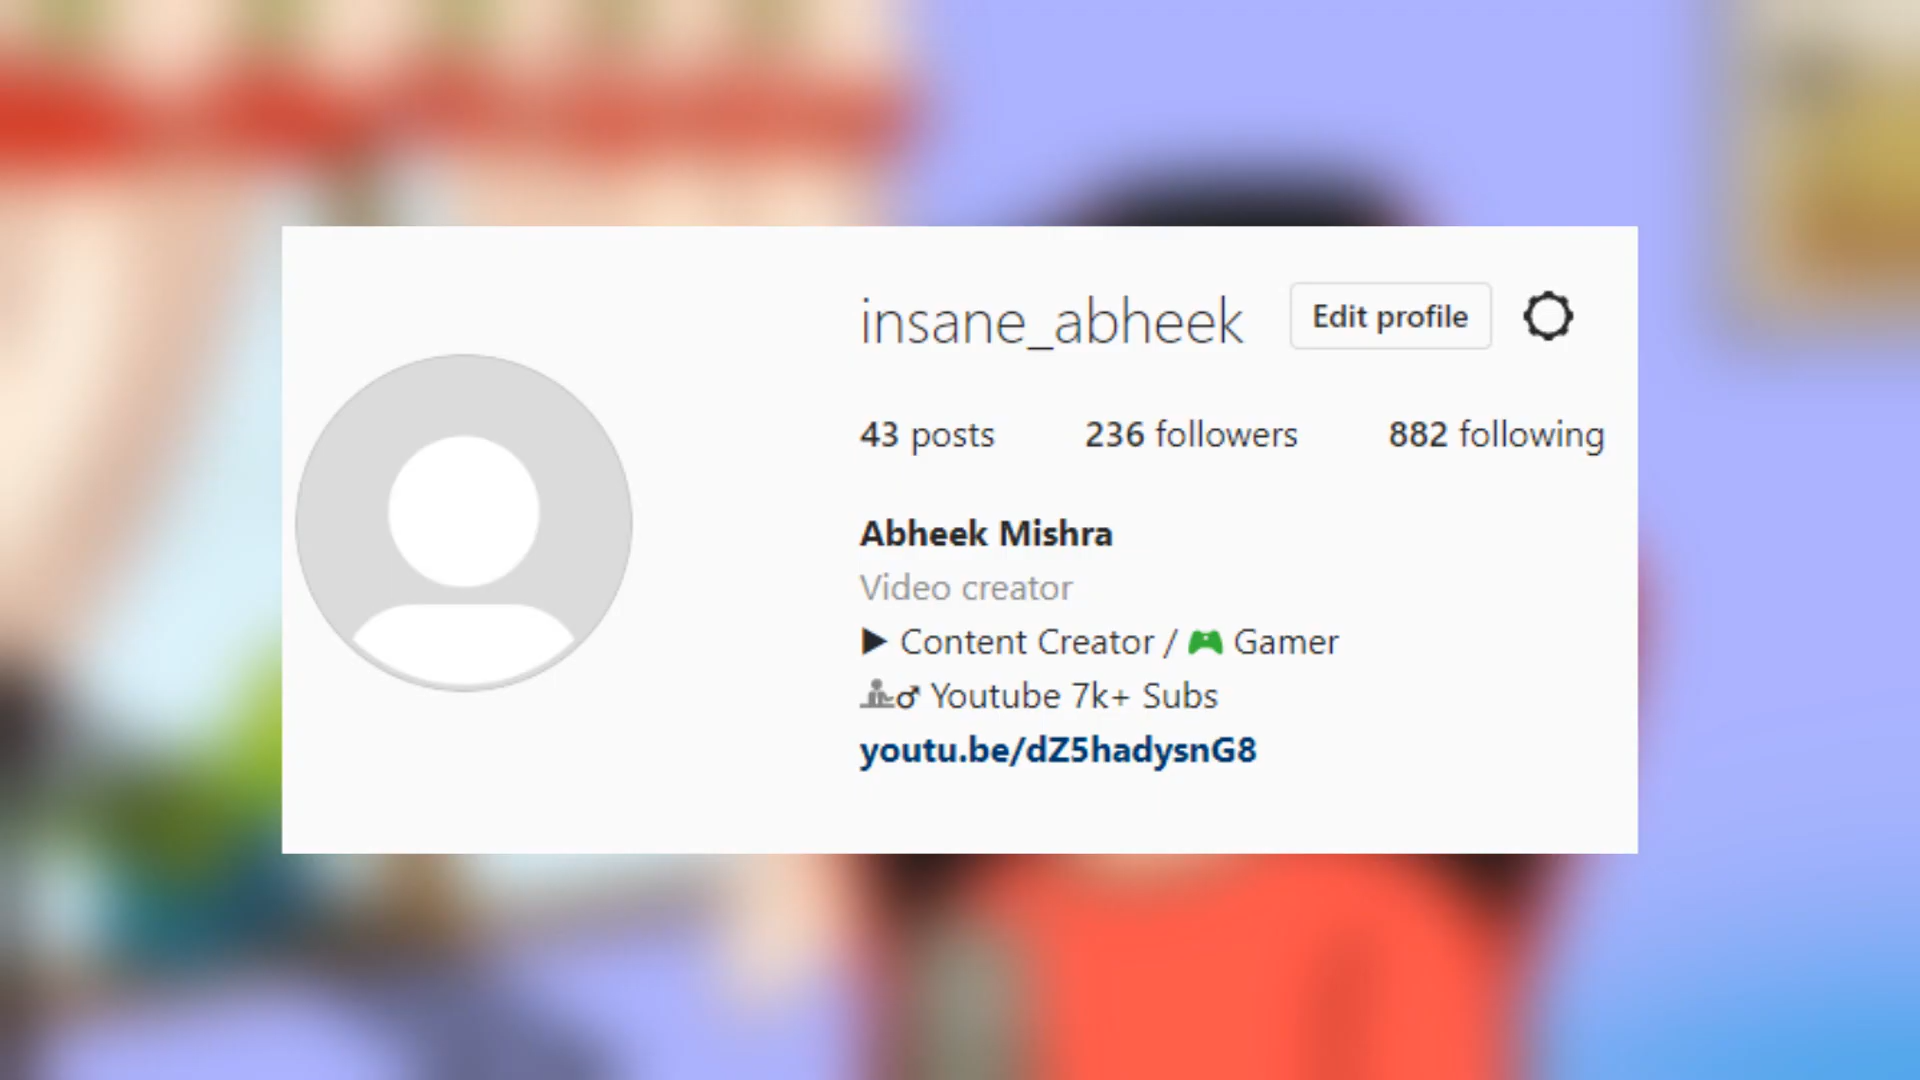 insane_abheek Edit profile
43 posts 236 followers 882 following
Abheek Mishra
Video creator
▶ Content Creator / 🎮 Gamer
♂ Youtube 7k+ Subs
youtu.be/dZ5hadysnG8